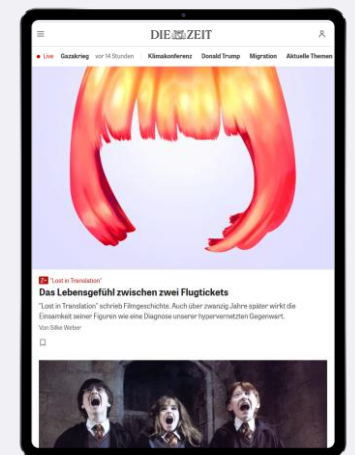 DIE ZEIT
Live Gazakrieg vor 14 Stunden Klimakonferenz Donald Trump Migration Aktuelle Themen
Z+ "Lost in Translation"
Das Lebensgefühl zwischen zwei Flugtickets
"Lost in Translation" schrieb Filmgeschichte. Auch über zwanzig Jahre später wirkt die
Einsamkeit seiner Figuren wie eine Diagnose unserer hypervernetzten Gegenwart.
Von Silke Weber